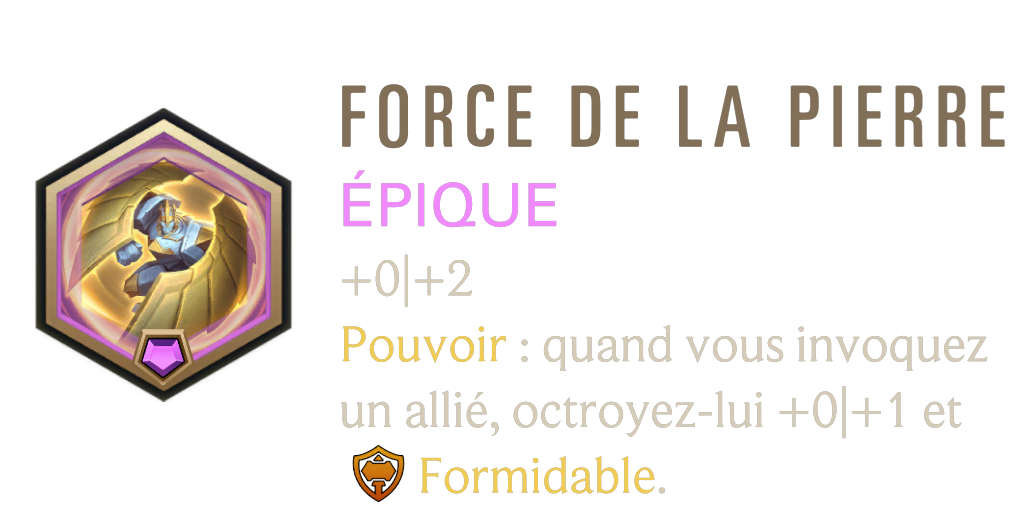 FORCE DE LA PIERRE
ÉPIQUE
+0|+2
Pouvoir : quand vous invoquez
un allié, octroyez-lui +0|+1 et
Formidable.